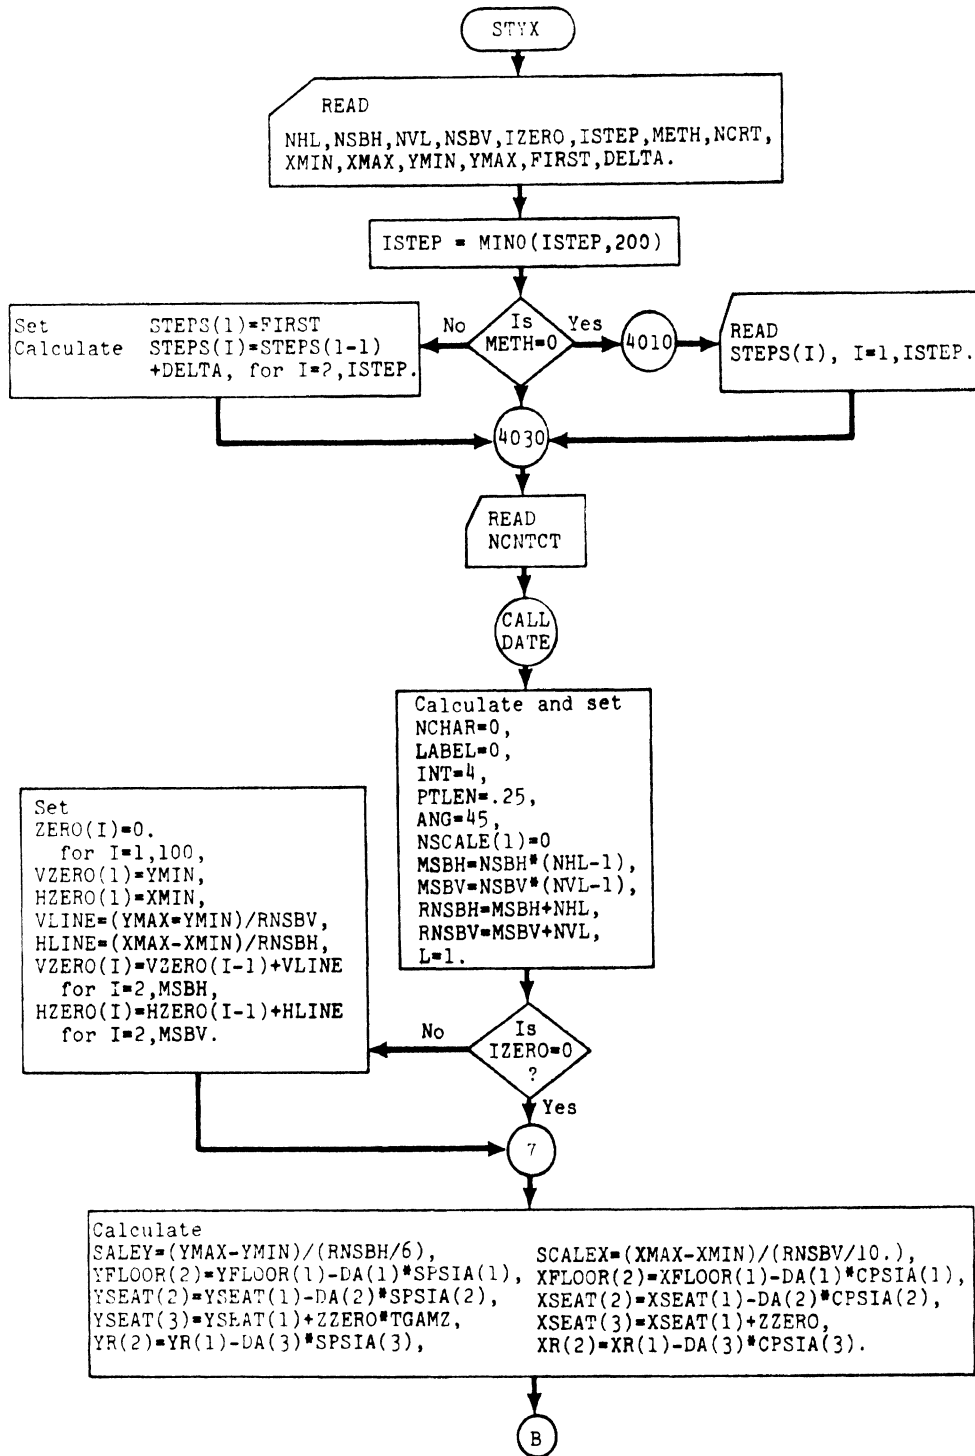 STYX
READ
NHL,NSBH,NVL,NSBV,IZERO,ISTEP,METH,NCRT,
XMIN,XMAX,YMIN,YMAX,FIRST,DELTA.
ISTEP = MINO(ISTEP,200)
Is
METH=0
No
Yes
Set STEPS(1)=FIRST
Calculate STEPS(I)=STEPS(1-1)
+DELTA, for I=2,ISTEP.
4010
READ
STEPS(I), I=1,ISTEP.
4030
READ
NCNTCT
CALL
DATE
Calculate and set
NCHAR=0,
LABEL=0,
INT=4,
PTLEN=.25,
ANG=45,
NSCALE(1)=0
MSBH=NSBH*(NHL-1),
MSBV=NSBV*(NVL-1),
RNSBH=MSBH+NHL,
RNSBV=MSBV+NVL,
L=1.
Set
ZERO(I)=0.
for I=1,100,
VZERO(1)=YMIN,
HZERO(1)=XMIN,
VLINE=(YMAX=YMIN)/RNSBV,
HLINE=(XMAX-XMIN)/RNSBH,
VZERO(I)=VZERO(I-1)+VLINE
for I=2,MSBH,
HZERO(I)=HZERO(I-1)+HLINE
for I=2,MSBV.
No
Is
IZERO=0
?
Yes
7
Calculate
SALEY=(YMAX-YMIN)/(RNSBH/6), SCALEX=(XMAX-XMIN)/(RNSBV/10.),
YFLOOR(2)=YFLOOR(1)-DA(1)*SPSIA(1), XFLOOR(2)=XFLOOR(1)-DA(1)*CPSIA(1),
YSEAT(2)=YSEAT(1)-DA(2)*SPSIA(2), XSEAT(2)=XSEAT(1)-DA(2)*CPSIA(2),
YSEAT(3)=YSEAT(1)+ZZERO*TGAMZ, XSEAT(3)=XSEAT(1)+ZZERO,
YR(2)=YR(1)-DA(3)*SPSIA(3), XR(2)=XR(1)-DA(3)*CPSIA(3).
B